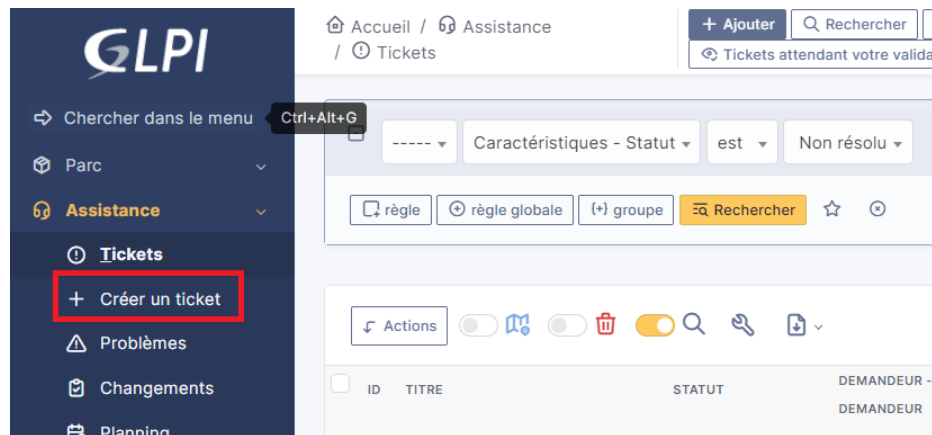 GLPI
Chercher dans le menu
Ctrl+Alt+G
Parc
Assistance
Tickets
Créer un ticket
Problèmes
Changements
Planning
Accueil / Assistance
/ Tickets
+ Ajouter
Rechercher
Tickets attendant votre valida
----- Caractéristiques - Statut est Non résolu
règle règle globale groupe Rechercher
Actions
ID TITRE STATUT DEMANDEUR -
DEMANDEUR